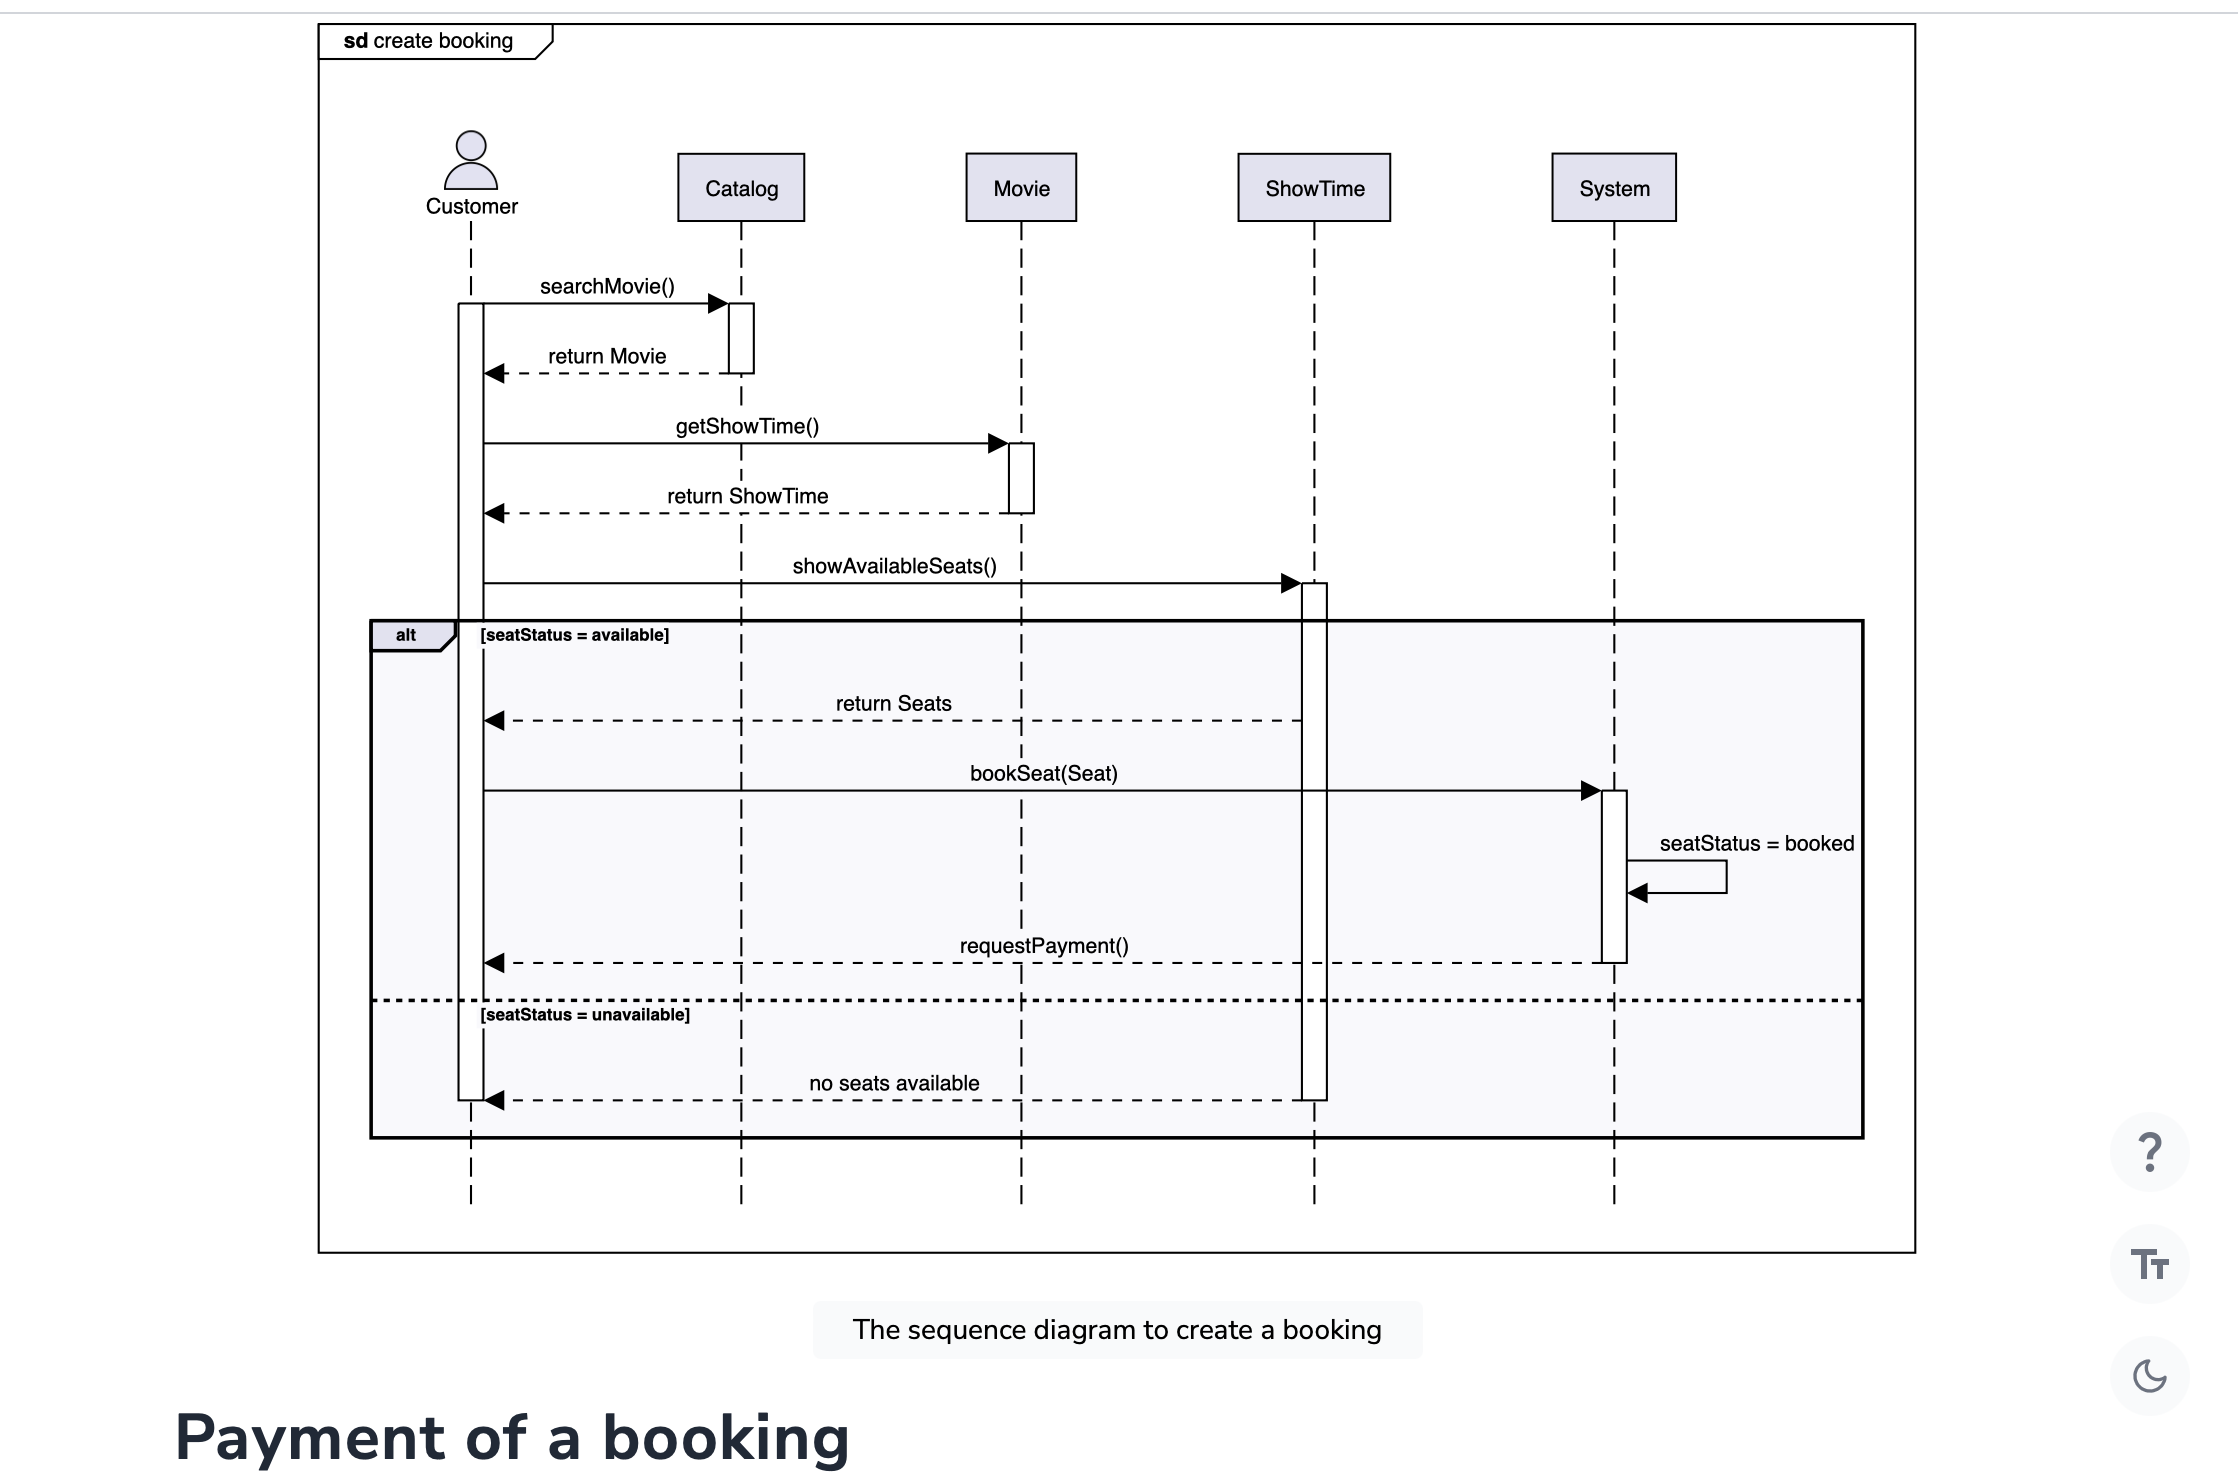 sd create booking
Customer
Catalog
Movie
ShowTime
System
searchMovie()
return Movie
getShowTime()
return ShowTime
showAvailableSeats()
alt
[seatStatus = available]
return Seats
bookSeat(Seat)
seatStatus = booked
requestPayment()
[seatStatus = unavailable]
no seats available
?
TT
The sequence diagram to create a booking
Payment of a booking